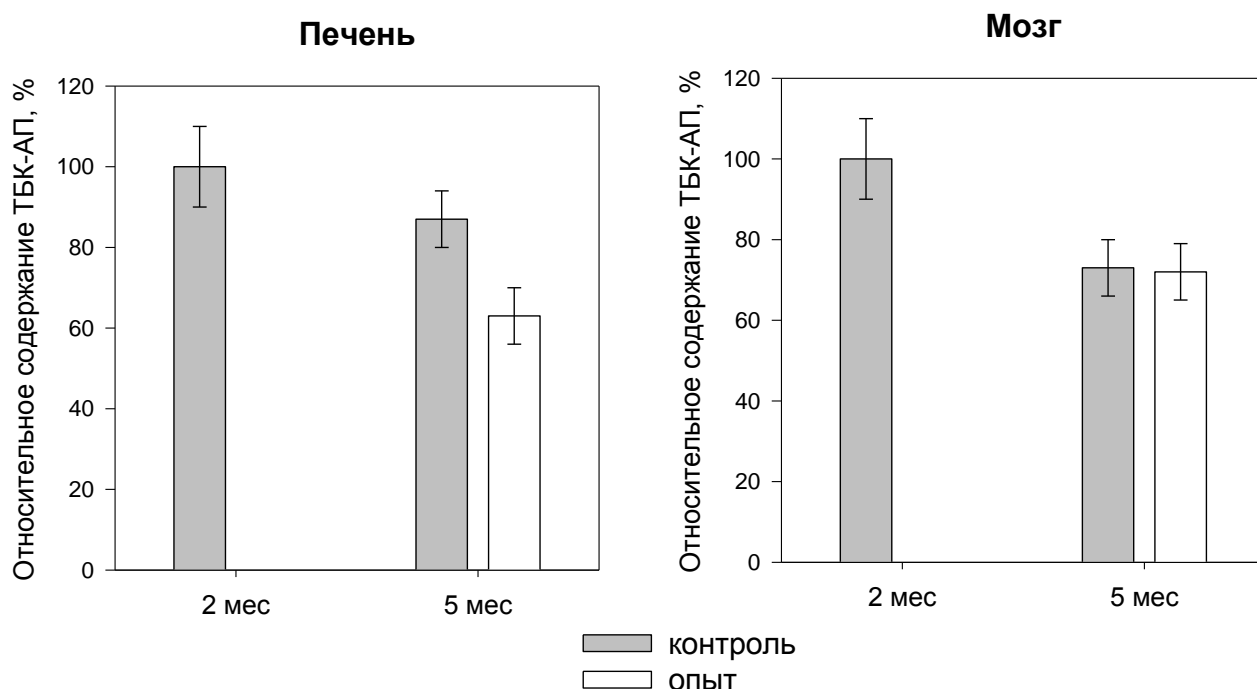 Печень
Относительное содержание ТБК-АП, %
120
100
80
60
40
20
0
2 мес
5 мес
Мозг
Относительное содержание ТБК-АП, %
120
100
80
60
40
20
0
2 мес
5 мес
контроль
опыт